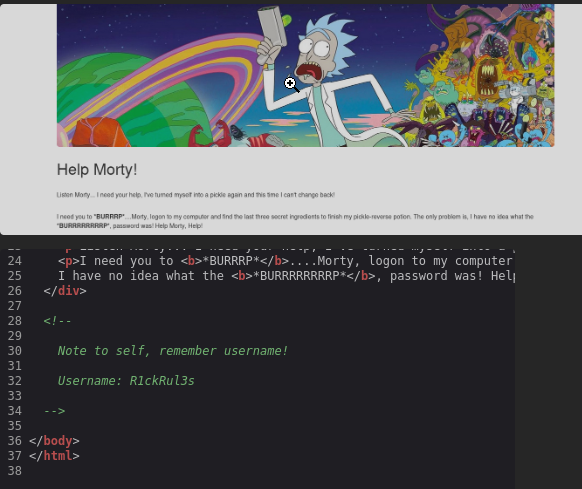 Help Morty!
Listen Morty... I need your help, I've turned myself into a pickle again and this time I can't change back!
I need you to *BURRRP*....Morty, logon to my computer and find the last three secret ingredients to finish my pickle-reverse potion. The only problem is, I have no idea what the
*BURRRRRRRRP*, password was! Help Morty, Help!
24 <p>I need you to <b>*BURRRP*</b>....Morty, logon to my computer
25 I have no idea what the <b>*BURRRRRRRRP*</b>, password was! Help
26 </div>
27
28 <!--
29
30 Note to self, remember username!
31
32 Username: R1ckRul3s
33
34 -->
35
36 </body>
37 </html>
38